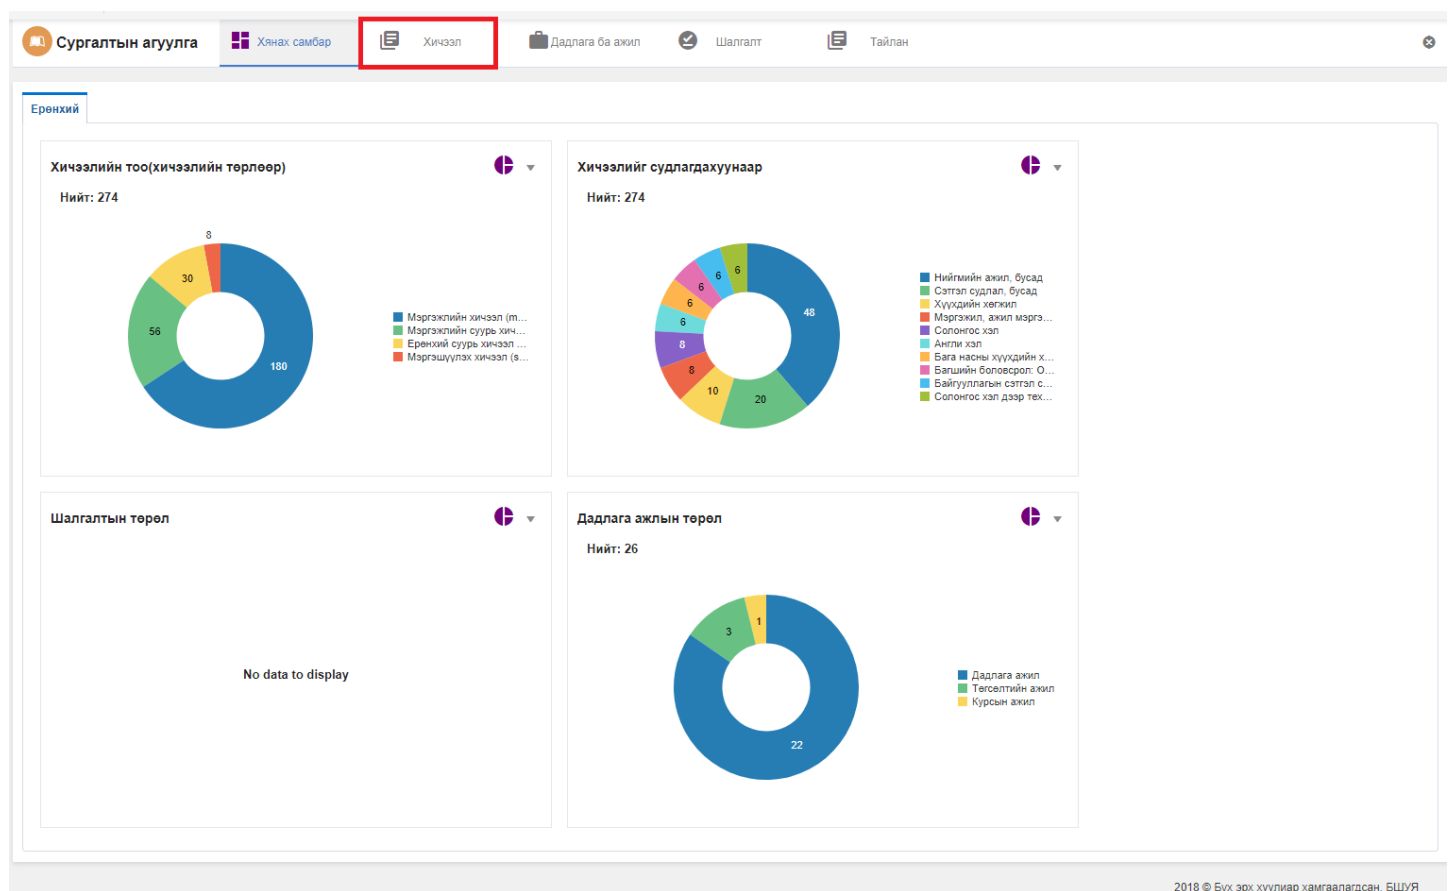 Сургалтын агуулга
Хянах самбар
Хичээл
Дадлага ба ажил
Шалгалт
Тайлан
Ерөнхий
Хичээлийн тоо(хичээлийн төрлөөр)
Нийт: 274
8
30
56
180
Мэргэжлийн хичээл (m...
Мэргэжлийн суурь хич...
Ерөнхий суурь хичээл ...
Мэргэшүүлэх хичээл (s...
Хичээлийг судлагдахуунаар
Нийт: 274
6
6
6
6
6
8
8
10
20
48
Нийгмийн ажил, бусад
Сэтгэл судлал, бусад
Хүүхдийн хөгжил
Мэргэжил, ажил мэргэ...
Солонгос хэл
Англи хэл
Бага насны хүүхдийн х...
Багшийн боловсрол: О...
Байгууллагын сэтгэл с...
Солонгос хэл дээр тех...
Шалгалтын төрөл
No data to display
Дадлага ажлын төрөл
Нийт: 26
1
3
22
Дадлага ажил
Төгсөлтийн ажил
Курсын ажил
2018 © Бүх эрх хуулиар хамгаалагдсан. БШУЯ